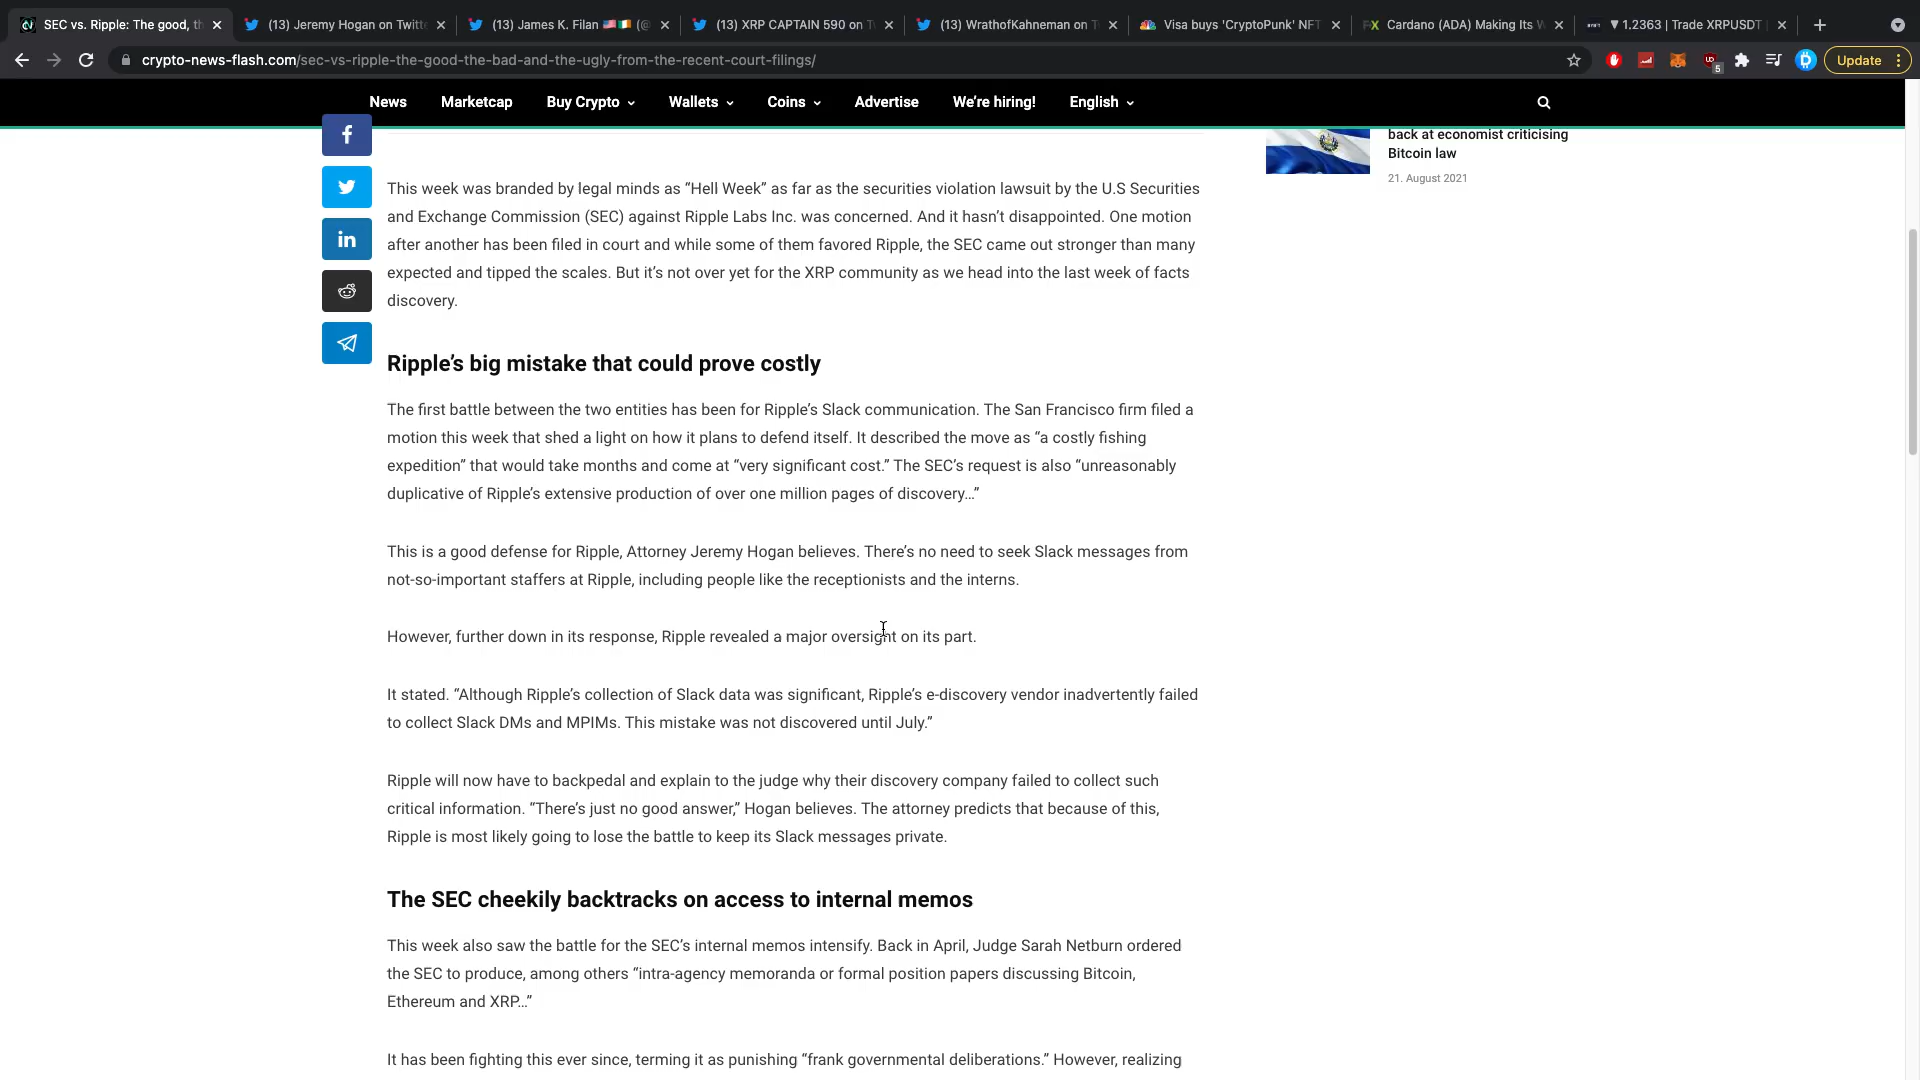 SEC vs. Ripple: The good, th
(13) Jeremy Hogan on Twitte
(13) James K. Filan 🇺🇸🇮🇪 (@
(13) XRP CAPTAIN 590 on T
(13) WrathofKahneman on T
Visa buys 'CryptoPunk' NFT
Cardano (ADA) Making Its W
▼ 1.2363 | Trade XRPUSDT |
crypto-news-flash.com/sec-vs-ripple-the-good-the-bad-and-the-ugly-from-the-recent-court-filings/
5
Update
News
Marketcap
Buy Crypto
Wallets
Coins
Advertise
We're hiring!
English
back at economist criticising
Bitcoin law
21. August 2021
This week was branded by legal minds as “Hell Week” as far as the securities violation lawsuit by the U.S Securities
and Exchange Commission (SEC) against Ripple Labs Inc. was concerned. And it hasn’t disappointed. One motion
after another has been filed in court and while some of them favored Ripple, the SEC came out stronger than many
expected and tipped the scales. But it’s not over yet for the XRP community as we head into the last week of facts
discovery.
Ripple’s big mistake that could prove costly
The first battle between the two entities has been for Ripple’s Slack communication. The San Francisco firm filed a
motion this week that shed a light on how it plans to defend itself. It described the move as “a costly fishing
expedition” that would take months and come at “very significant cost.” The SEC’s request is also “unreasonably
duplicative of Ripple’s extensive production of over one million pages of discovery…”
This is a good defense for Ripple, Attorney Jeremy Hogan believes. There’s no need to seek Slack messages from
not-so-important staffers at Ripple, including people like the receptionists and the interns.
However, further down in its response, Ripple revealed a major oversight on its part.
It stated. “Although Ripple’s collection of Slack data was significant, Ripple’s e-discovery vendor inadvertently failed
to collect Slack DMs and MPIMs. This mistake was not discovered until July.”
Ripple will now have to backpedal and explain to the judge why their discovery company failed to collect such
critical information. “There’s just no good answer,” Hogan believes. The attorney predicts that because of this,
Ripple is most likely going to lose the battle to keep its Slack messages private.
The SEC cheekily backtracks on access to internal memos
This week also saw the battle for the SEC’s internal memos intensify. Back in April, Judge Sarah Netburn ordered
the SEC to produce, among others “intra-agency memoranda or formal position papers discussing Bitcoin,
Ethereum and XRP…”
It has been fighting this ever since, terming it as punishing “frank governmental deliberations.” However, realizing